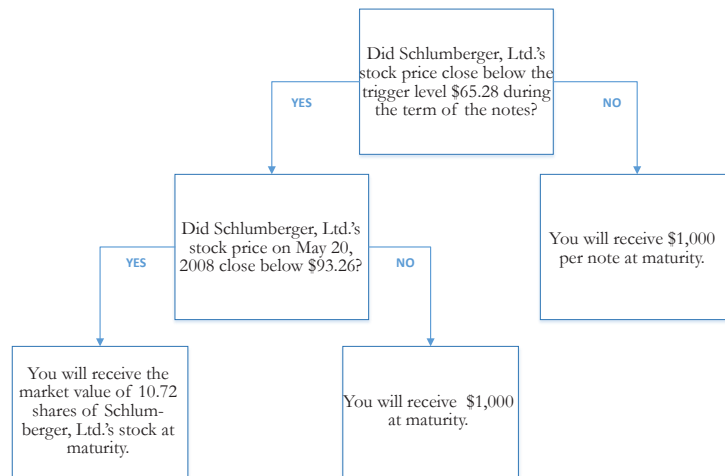 Did Schlumberger, Ltd.'s
stock price close below the
trigger level $65.28 during
the term of the notes?
YES
NO
Did Schlumberger, Ltd.'s
stock price on May 20,
2008 close below $93.26?
You will receive $1,000
per note at maturity.
YES
NO
You will receive the
market value of 10.72
shares of Schlum-
berger, Ltd.'s stock at
maturity.
You will receive $1,000
at maturity.